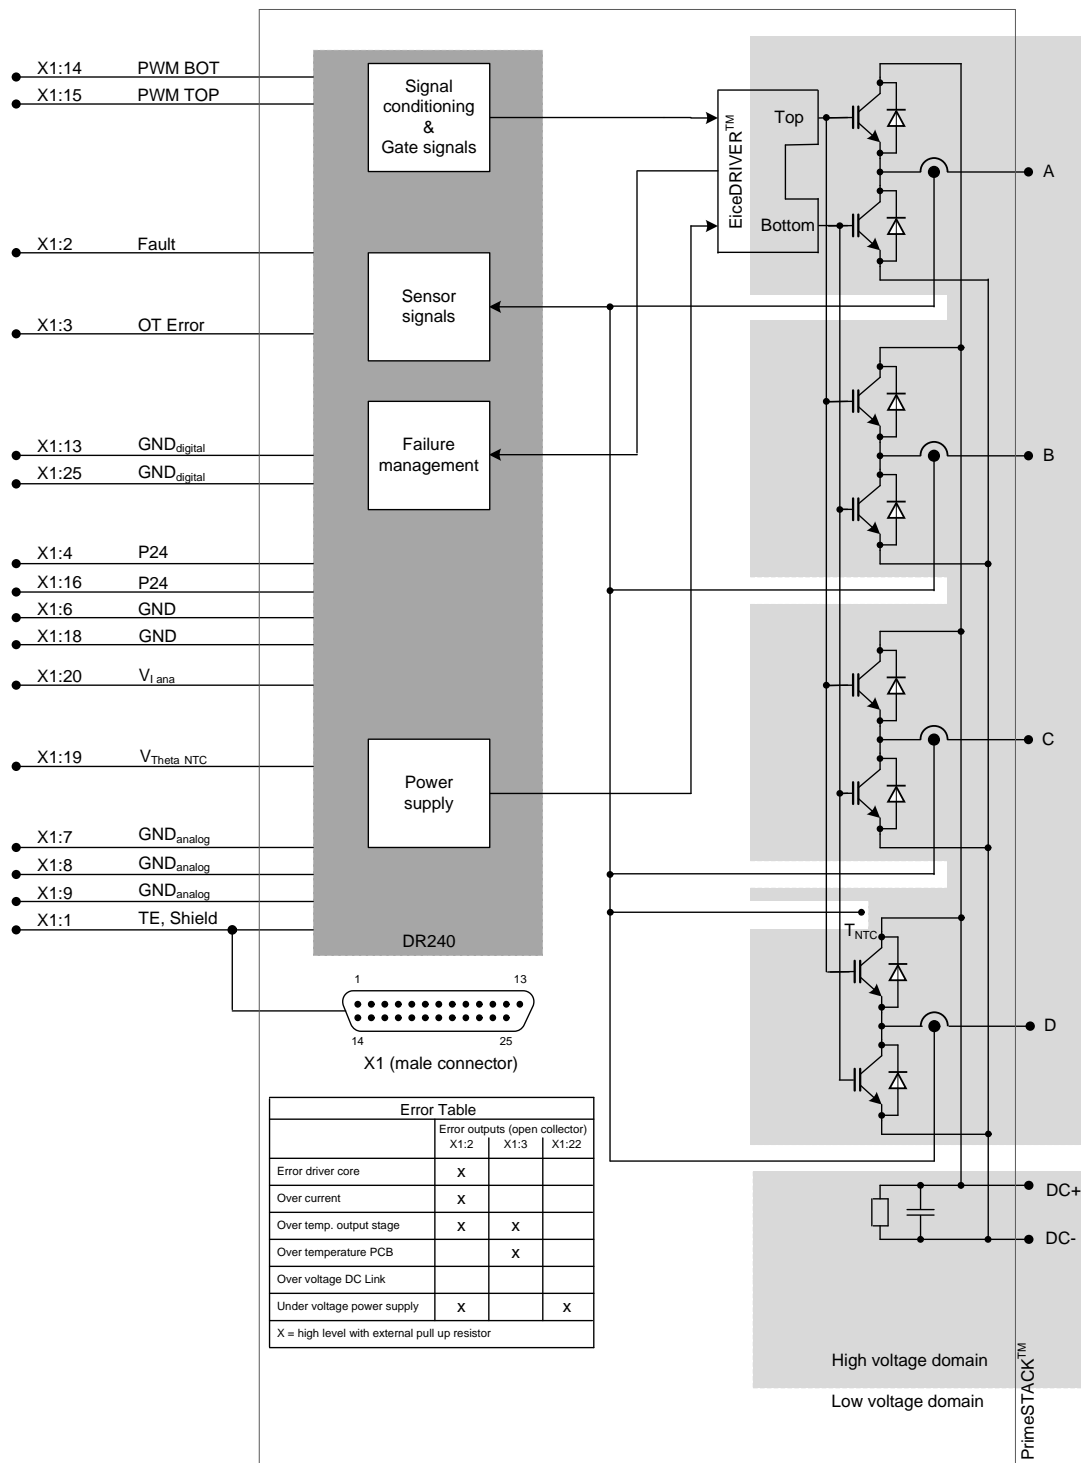 X1:14 PWM BOT
X1:15 PWM TOP
X1:2 Fault
X1:3 OT Error
X1:13 GNDdigital
X1:25 GNDdigital
X1:4 P24
X1:16 P24
X1:6 GND
X1:18 GND
X1:20 VI ana
X1:19 VTheta NTC
X1:7 GNDanalog
X1:8 GNDanalog
X1:9 GNDanalog
X1:1 TE, Shield
Signal
conditioning
&
Gate signals
Sensor
signals
Failure
management
Power
supply
DR240
EiceDRIVER™
Top
Bottom
A
B
C
TNTC
D
DC+
DC-
1 13
14 25
X1 (male connector)
Error Table
Error outputs (open collector)
X1:2 X1:3 X1:22
Error driver core x
Over current x
Over temp. output stage x x
Over temperature PCB x
Over voltage DC Link
Under voltage power supply x x
X = high level with external pull up resistor
High voltage domain
Low voltage domain
PrimeSTACK™